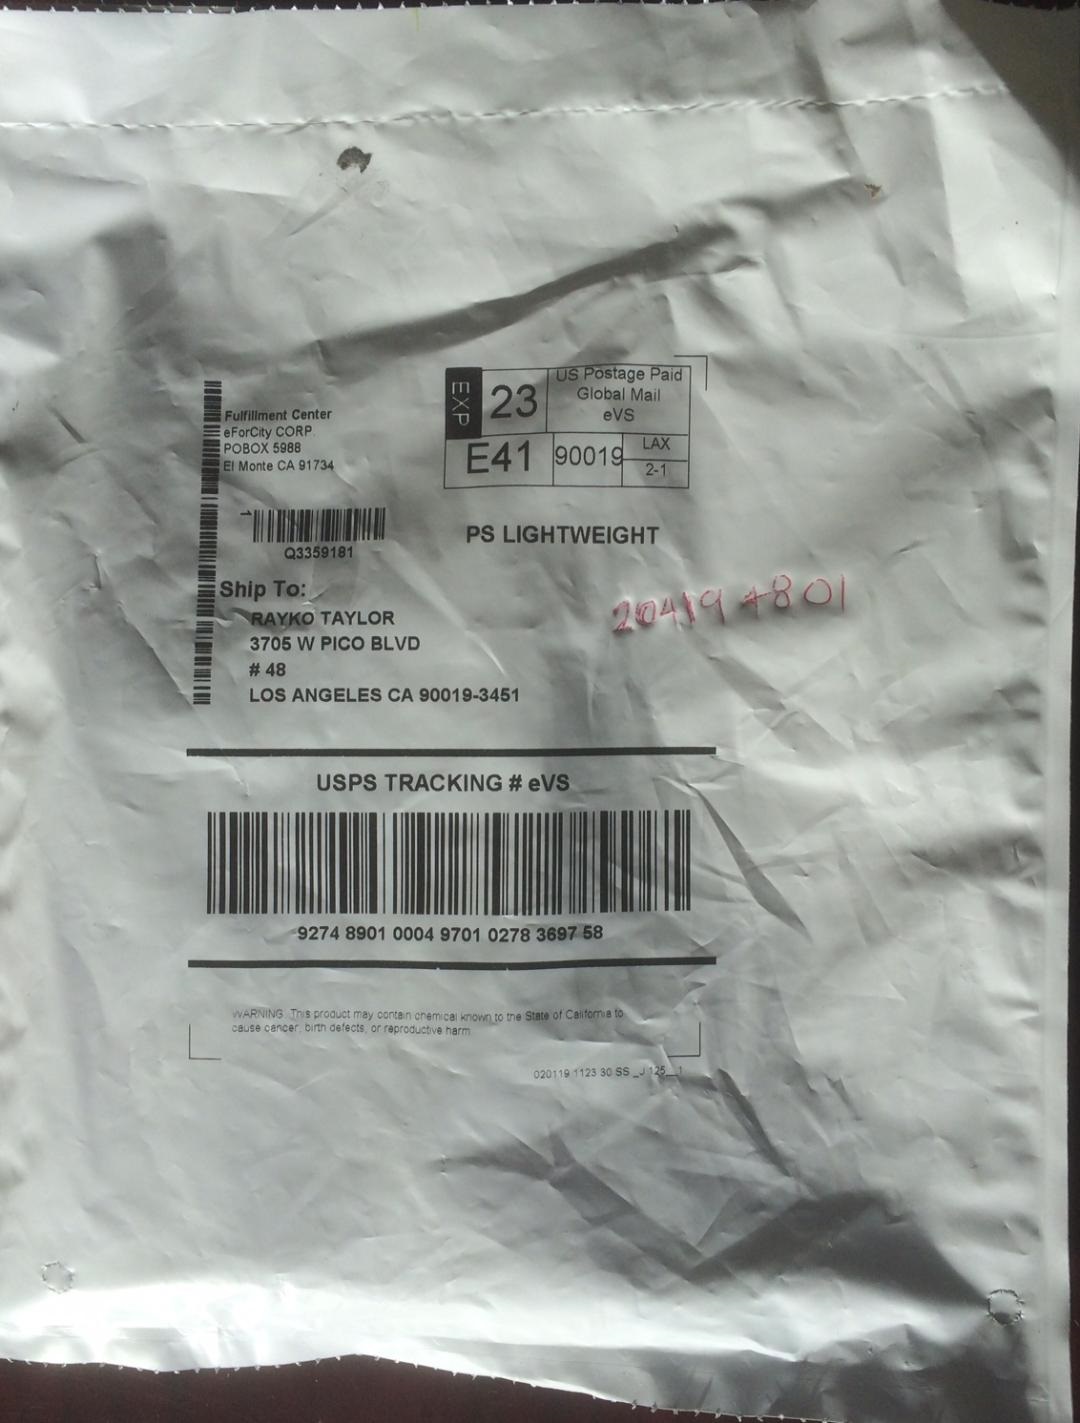 EXP
23
US Postage Paid
Global Mail
eVS
E41
90019
LAX
2-1
Fulfillment Center
eForCity CORP.
POBOX 5988
El Monte CA 91734
1
Q3359181
PS LIGHTWEIGHT
Ship To:
RAYKO TAYLOR
3705 W PICO BLVD
# 48
LOS ANGELES CA 90019-3451
USPS TRACKING # eVS
9274 8901 0004 9701 0278 3697 58
WARNING This product may contain chemical known to the State of California to
cause cancer, birth defects, or reproductive harm
020119 1123 30 SS _J 125__1